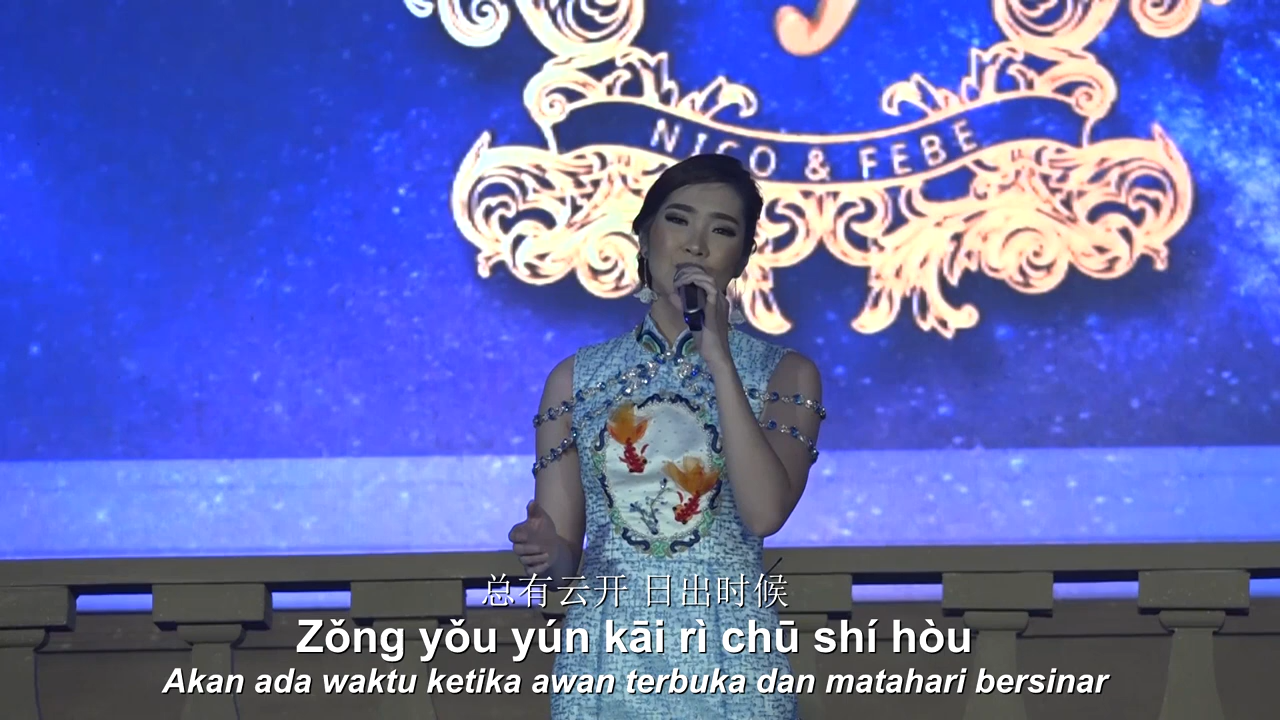 NICO & FEBE
总有云开 日出时候
Zǒng yǒu yún kāi rì chū shí hòu
Akan ada waktu ketika awan terbuka dan matahari bersinar